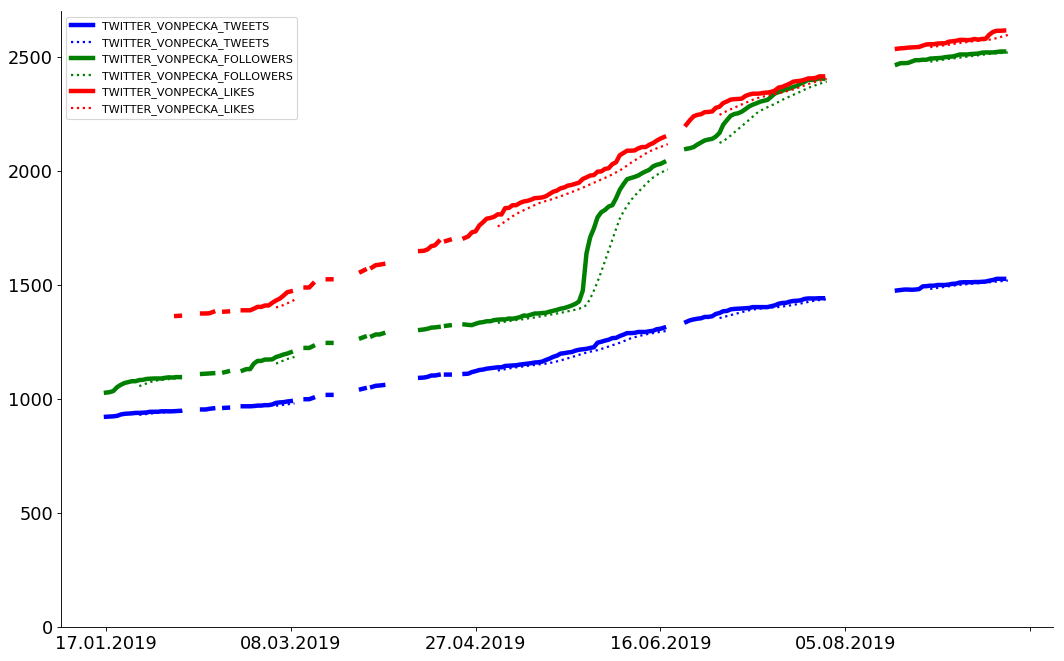 TWITTER_VONPECKA_TWEETS
TWITTER_VONPECKA_TWEETS
TWITTER_VONPECKA_FOLLOWERS
TWITTER_VONPECKA_FOLLOWERS
TWITTER_VONPECKA_LIKES
TWITTER_VONPECKA_LIKES
2500
2000
1500
1000
500
0
17.01.2019 08.03.2019 27.04.2019 16.06.2019 05.08.2019